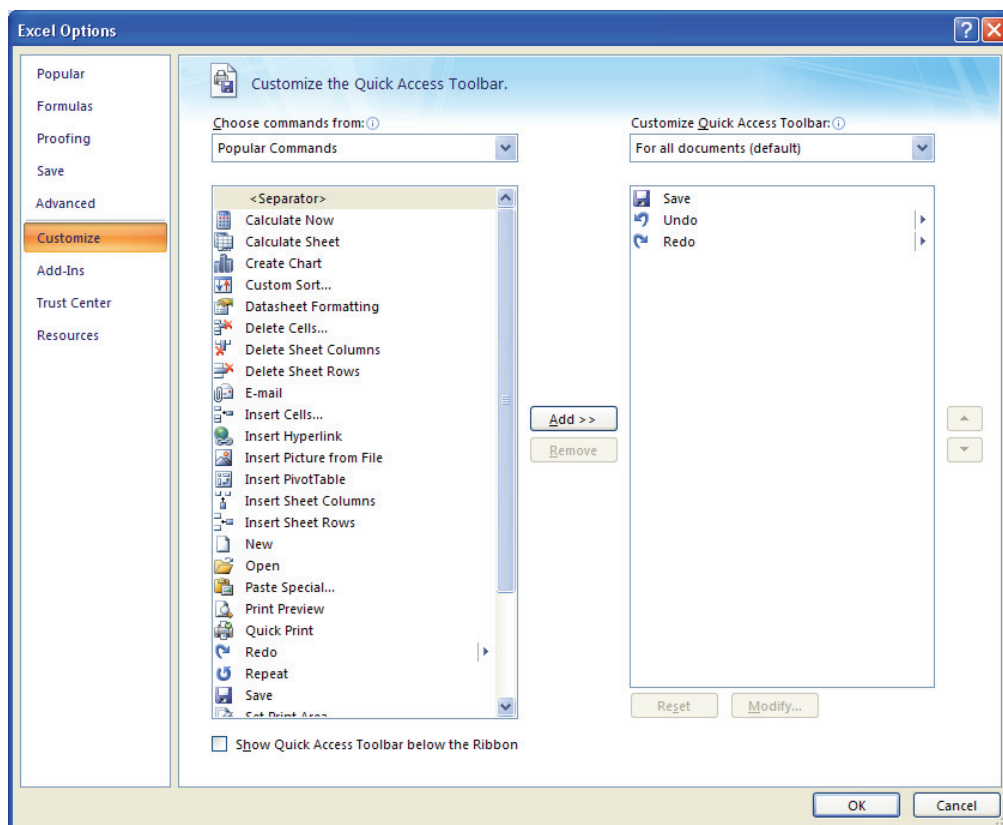 Excel Options
Popular
Formulas
Proofing
Save
Advanced
Customize
Add-Ins
Trust Center
Resources
Customize the Quick Access Toolbar.
Choose commands from:
Popular Commands
<Separator>
Calculate Now
Calculate Sheet
Create Chart
Custom Sort...
Datasheet Formatting
Delete Cells...
Delete Sheet Columns
Delete Sheet Rows
E-mail
Insert Cells...
Insert Hyperlink
Insert Picture from File
Insert PivotTable
Insert Sheet Columns
Insert Sheet Rows
New
Open
Paste Special...
Print Preview
Quick Print
Redo
Repeat
Save
Set Print Area
Show Quick Access Toolbar below the Ribbon
Add >>
Remove
Customize Quick Access Toolbar:
For all documents (default)
Save
Undo
Redo
Reset
Modify...
OK
Cancel